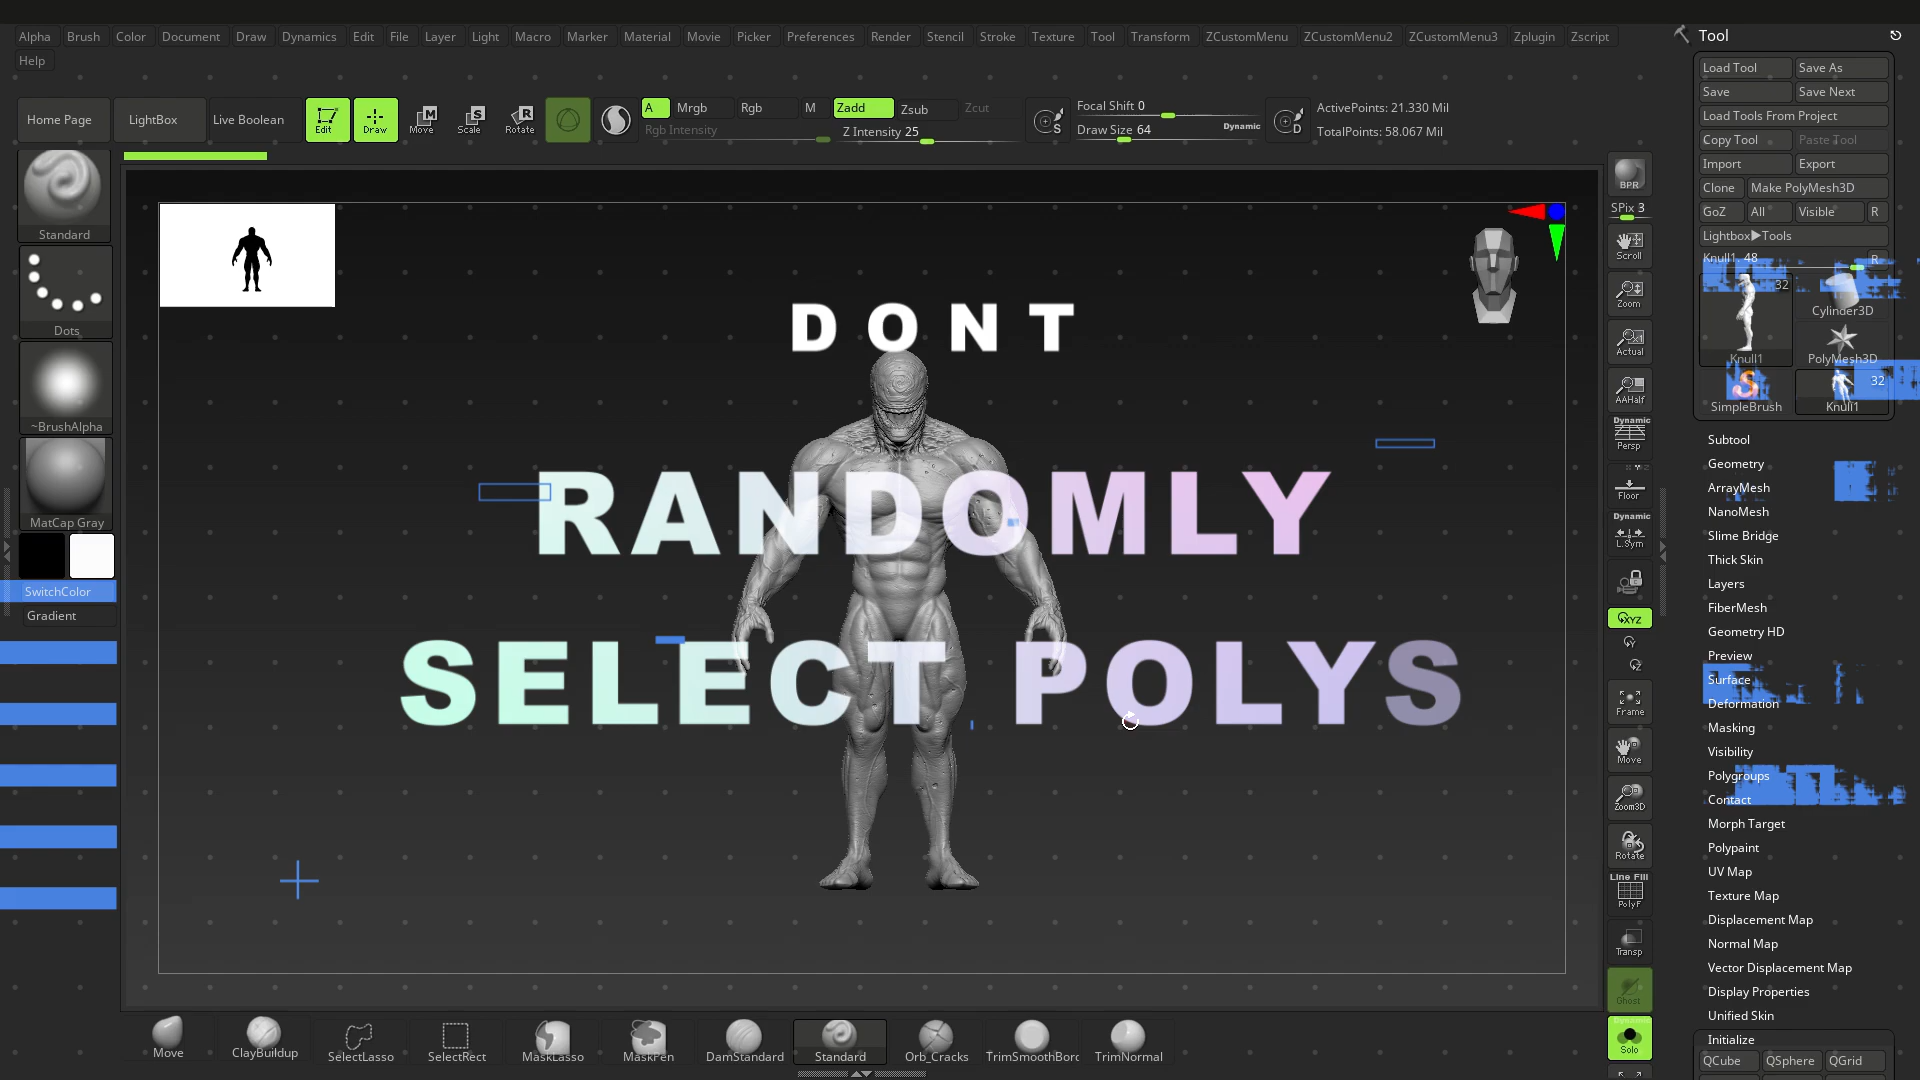 Alpha Brush Color Document Draw Dynamics Edit File Layer Light Macro Marker Material Movie Picker Preferences Render Stencil Stroke Texture Tool Transform ZCustomMenu ZCustomMenu2 ZCustomMenu3 Zplugin Zscript
Help
Home Page LightBox Live Boolean Edit Draw Move Scale Rotate
A Mrgb Rgb M Zadd Zsub Zcut
Rgb Intensity Z Intensity 25
Focal Shift 0
Draw Size 64 Dynamic
ActivePoints: 21.330 Mil
TotalPoints: 58.067 Mil
Standard
Dots
~BrushAlpha
MatCap Gray
SwitchColor
Gradient
DONT
RANDOMLY
SELECT POLYS
BPR
SPix 3
Scroll
Zoom
Actual
AAHalf
Dynamic
Persp
Floor
Dynamic
L.Sym
XYZ
Frame
Move
Zoom3D
Rotate
Line Fill
PolyF
Transp
Ghost
Dynamic
Solo
Tool
Load Tool Save As
Save Save Next
Load Tools From Project
Copy Tool Paste Tool
Import Export
Clone Make PolyMesh3D
GoZ All Visible R
Lightbox▶Tools
Knull1. 48 R
32
Cylinder3D
Knull1 PolyMesh3D
32
SimpleBrush Knull1
Subtool
Geometry
ArrayMesh
NanoMesh
Slime Bridge
Thick Skin
Layers
FiberMesh
Geometry HD
Preview
Surface
Deformation
Masking
Visibility
Polygroups
Contact
Morph Target
Polypaint
UV Map
Texture Map
Displacement Map
Normal Map
Vector Displacement Map
Display Properties
Unified Skin
Initialize
QCube QSphere QGrid
Move ClayBuildup SelectLasso SelectRect MaskLasso MaskPen DamStandard Standard Orb_Cracks TrimSmoothBorc TrimNormal